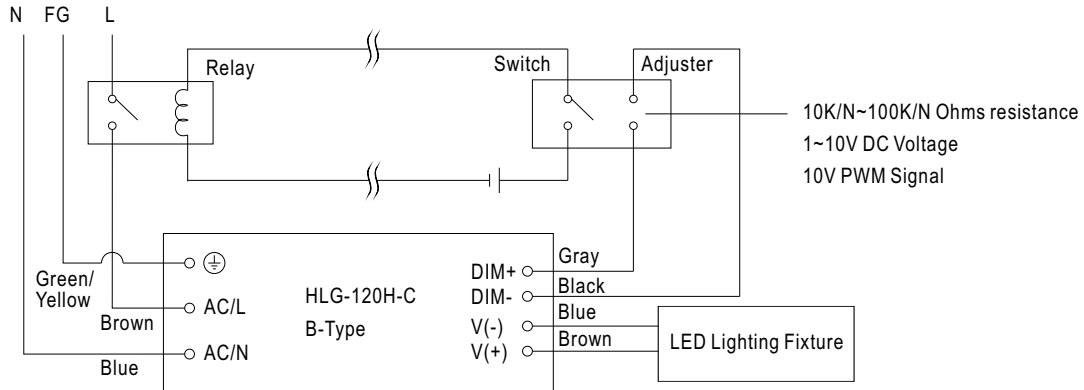 N FG L
Relay
Switch
Adjuster
10K/N~100K/N Ohms resistance
1~10V DC Voltage
10V PWM Signal
Green/
Yellow
Brown
Blue
AC/L
AC/N
HLG-120H-C
B-Type
DIM+
DIM-
V(-)
V(+)
Gray
Black
Blue
Brown
LED Lighting Fixture